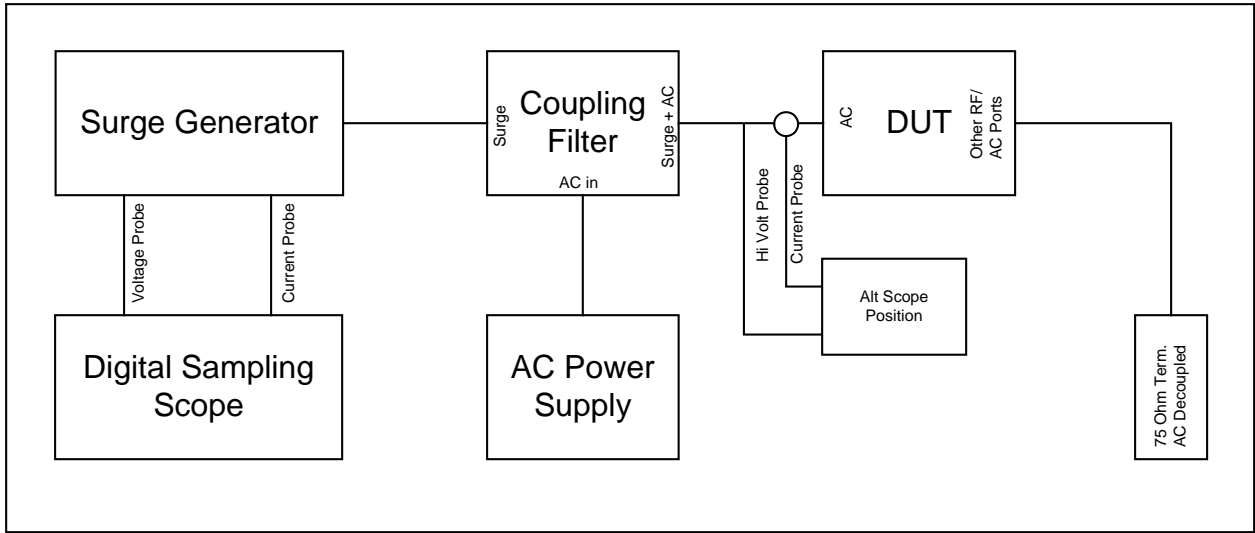 Surge Generator
Surge
Coupling
Filter
Surge + AC
AC in
AC
DUT
Other RF/
AC Ports
Voltage Probe
Current Probe
Hi Volt Probe
Current Probe
Alt Scope
Position
Digital Sampling
Scope
AC Power
Supply
75 Ohm Term.
AC Decoupled